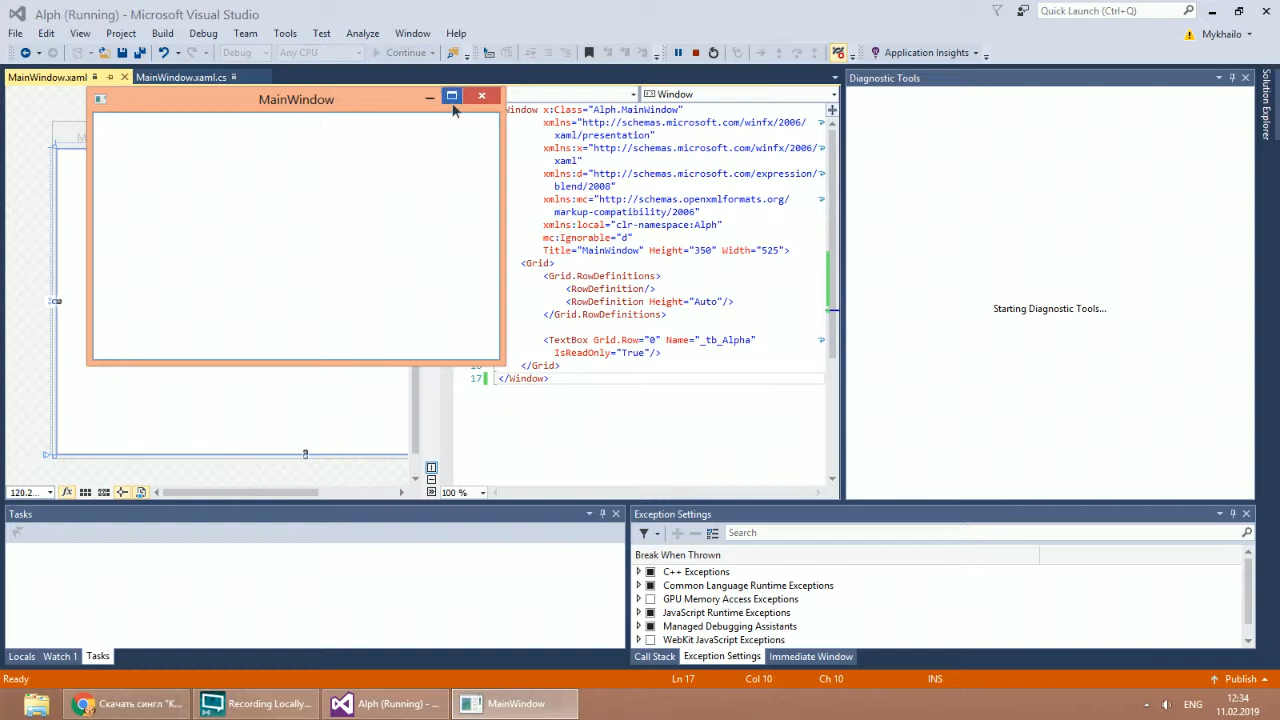 Alph (Running) - Microsoft Visual Studio
Quick Launch (Ctrl+Q)
File Edit View Project Build Debug Team Tools Test Analyze Window Help
Mykhailo
Debug Any CPU Continue Application Insights
MainWindow.xaml MainWindow.xaml.cs
Diagnostic Tools
MainWindow
Window
Window x:Class="Alph.MainWindow"
xmlns="http://schemas.microsoft.com/winfx/2006/
xaml/presentation"
xmlns:x="http://schemas.microsoft.com/winfx/2006/
xaml"
xmlns:d="http://schemas.microsoft.com/expression/
blend/2008"
xmlns:mc="http://schemas.openxmlformats.org/
markup-compatibility/2006"
xmlns:local="clr-namespace:Alph"
mc:Ignorable="d"
Title="MainWindow" Height="350" Width="525">
<Grid>
<Grid.RowDefinitions>
<RowDefinition/>
<RowDefinition Height="Auto"/>
</Grid.RowDefinitions>
<TextBox Grid.Row="0" Name="_tb_Alpha"
IsReadOnly="True"/>
</Grid>
17 </Window>
Starting Diagnostic Tools...
Solution Explorer
120.2... fx 100 %
Tasks
Exception Settings
Search
Break When Thrown
C++ Exceptions
Common Language Runtime Exceptions
GPU Memory Access Exceptions
JavaScript Runtime Exceptions
Managed Debugging Assistants
WebKit JavaScript Exceptions
Locals Watch 1 Tasks
Call Stack Exception Settings Immediate Window
Ready Ln 17 Col 10 Ch 10 INS Publish
Скачать сингл "К... Recording Locally... Alph (Running) - ... MainWindow
ENG 12:34
11.02.2019